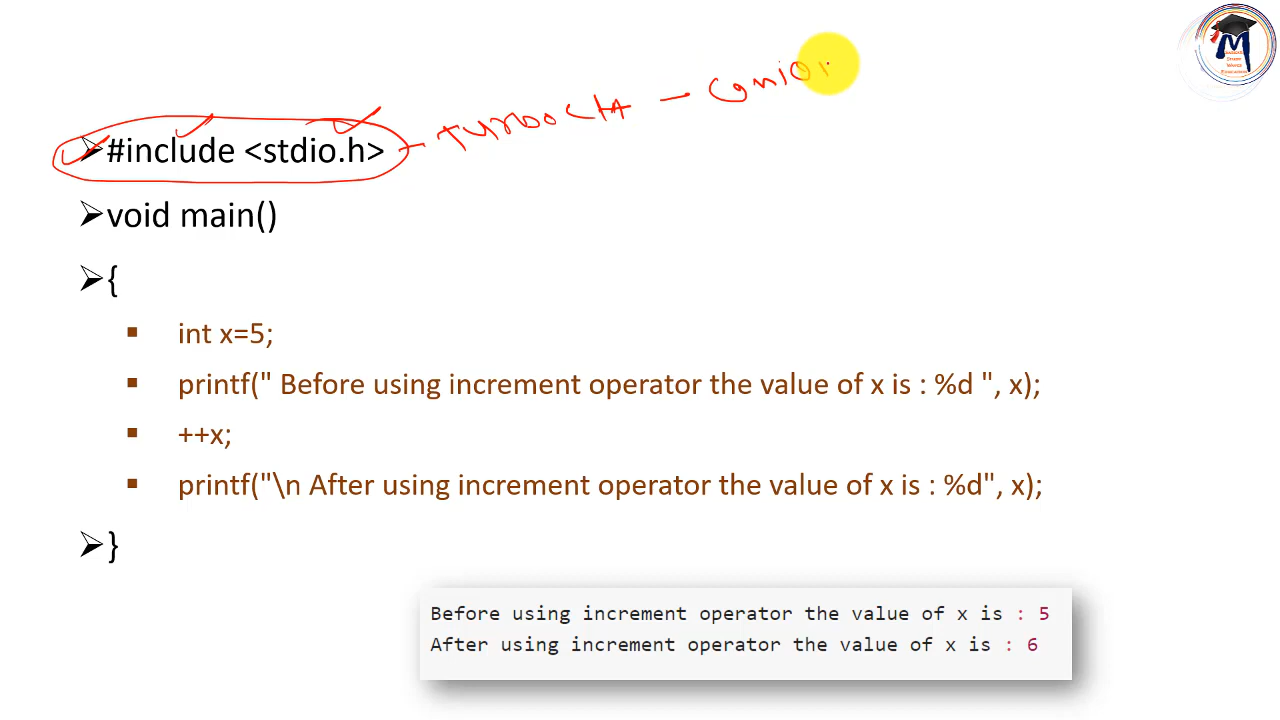 TURBO C++ - conio.
➢#include <stdio.h>
➢void main()
➢{
▪ int x=5;
▪ printf(" Before using increment operator the value of x is : %d ", x);
▪ ++x;
▪ printf("\n After using increment operator the value of x is : %d", x);
➢}
Before using increment operator the value of x is : 5
After using increment operator the value of x is : 6